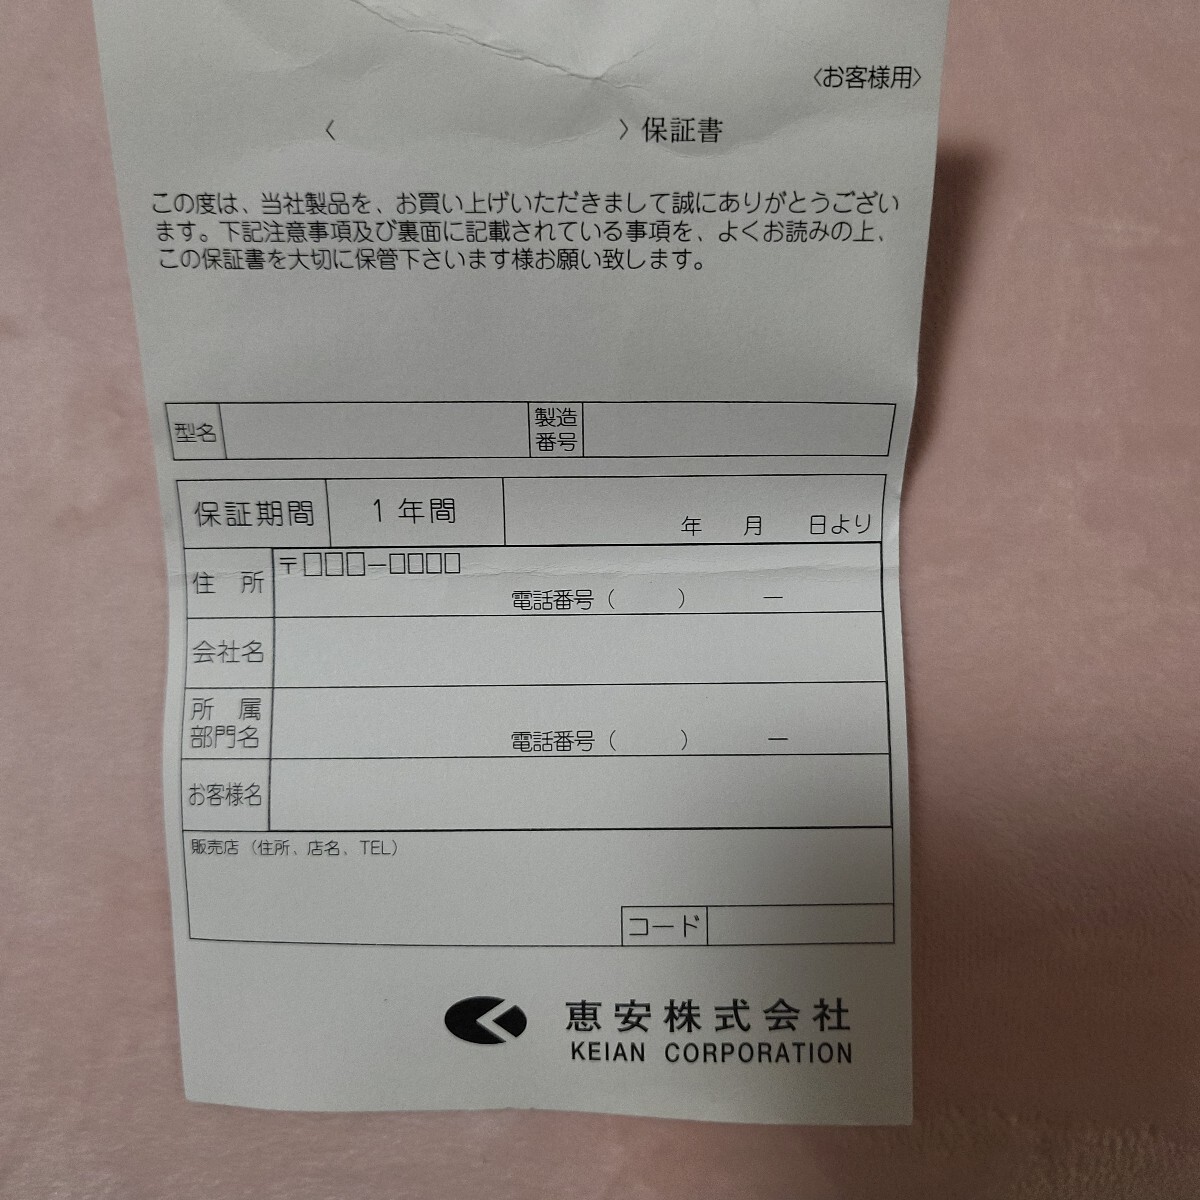 〈お客様用〉
〈　　　　　　　　　　〉保証書
この度は、当社製品を、お買い上げいただきまして誠にありがとうござい
ます。下記注意事項及び裏面に記載されている事項を、よくお読みの上、
この保証書を大切に保管下さいます様お願い致します。
型名　製造番号
保証期間　1年間　年　月　日より
住　所　〒□□□－□□□□
電話番号（　　）　　－
会社名
所　属
部門名　電話番号（　　）　　－
お客様名
販売店（住所、店名、TEL）
コード
恵安株式会社
KEIAN CORPORATION